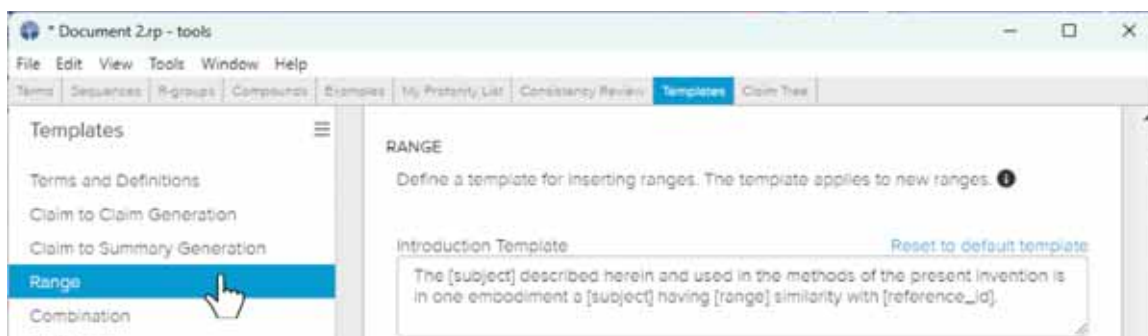 * Document 2.rp - tools
File Edit View Tools Window Help
Terms Sequences R-groups Compounds Examples My Profanity List Consistency Review Templates Claim Tree
Templates
Terms and Definitions
Claim to Claim Generation
Claim to Summary Generation
Range
Combination
RANGE
Define a template for inserting ranges. The template applies to new ranges.
Introduction Template
Reset to default template
The [subject] described herein and used in the methods of the present invention is
in one embodiment a [subject] having [range] similarity with [reference_id].